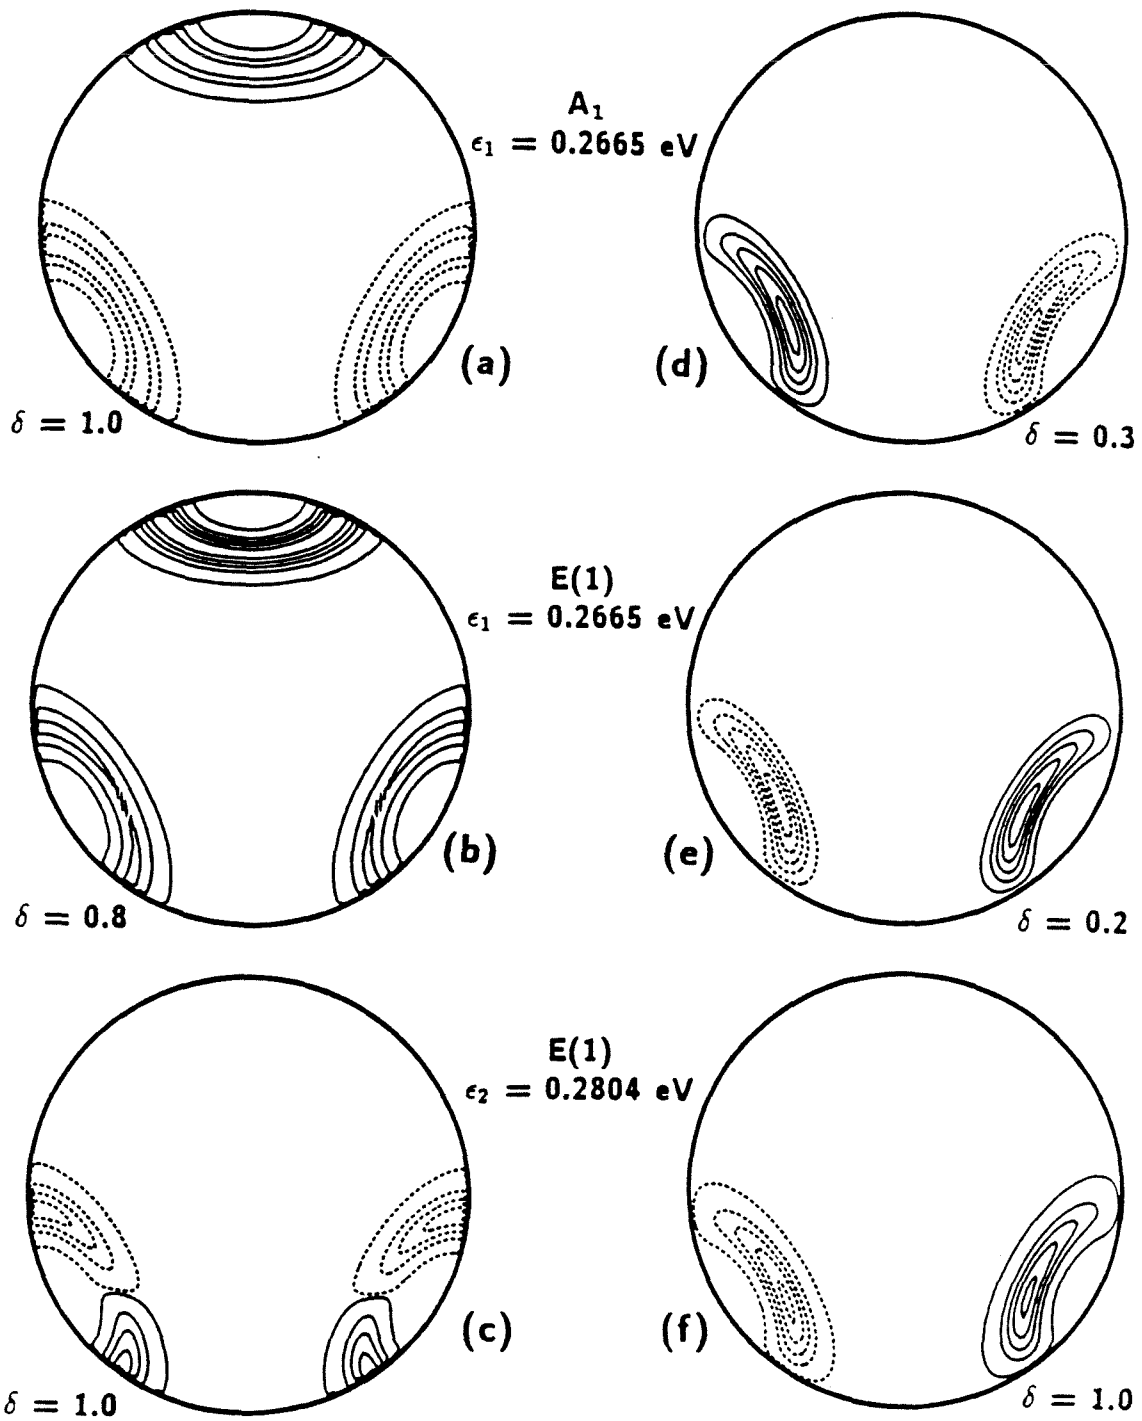 A₁
ϵ₁ = 0.2665 eV
(a)
(d)
δ = 1.0
δ = 0.3
E(1)
ϵ₁ = 0.2665 eV
(b)
(e)
δ = 0.8
δ = 0.2
E(1)
ϵ₂ = 0.2804 eV
(c)
(f)
δ = 1.0
δ = 1.0